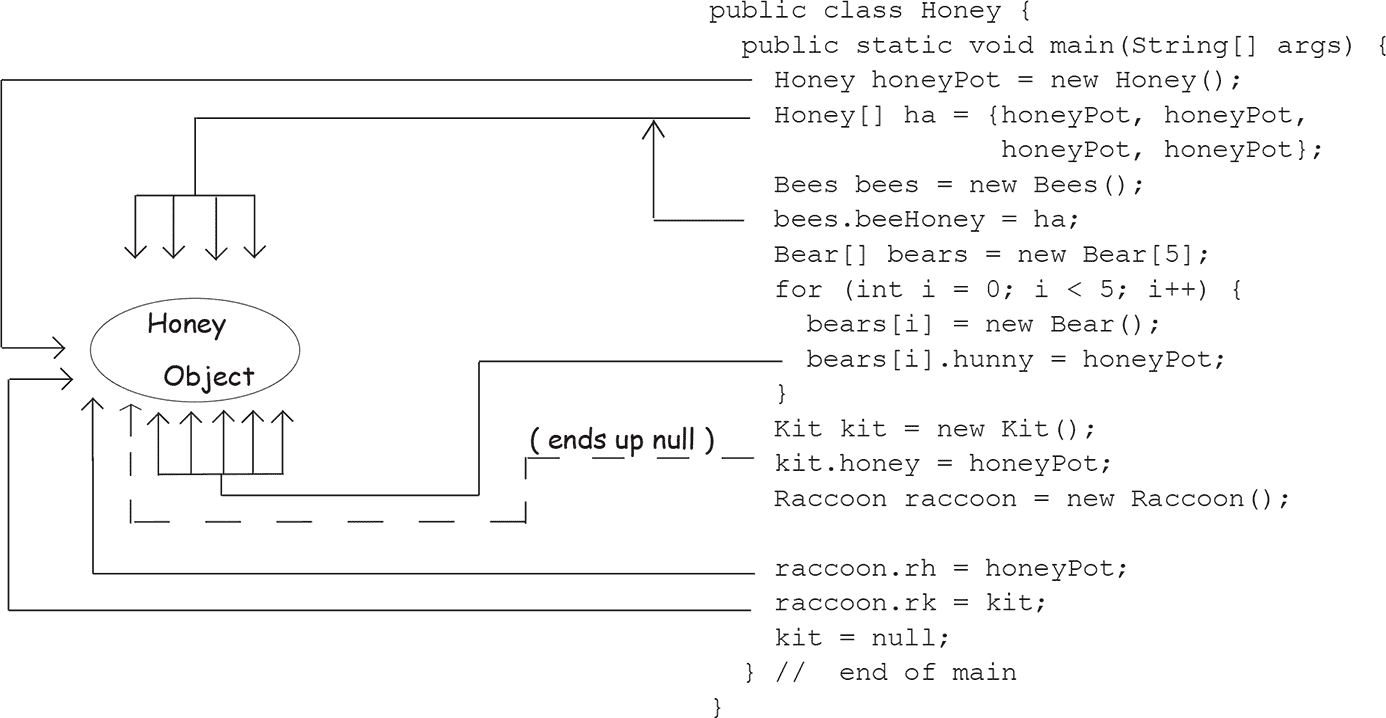 public class Honey {
public static void main(String[] args) {
Honey honeyPot = new Honey();
Honey[] ha = {honeyPot, honeyPot,
honeyPot, honeyPot};
Bees bees = new Bees();
bees.beeHoney = ha;
Bear[] bears = new Bear[5];
for (int i = 0; i < 5; i++) {
bears[i] = new Bear();
bears[i].hunny = honeyPot;
}
Kit kit = new Kit();
kit.honey = honeyPot;
Raccoon raccoon = new Raccoon();
raccoon.rh = honeyPot;
raccoon.rk = kit;
kit = null;
} // end of main
}
Honey
Object
( ends up null )